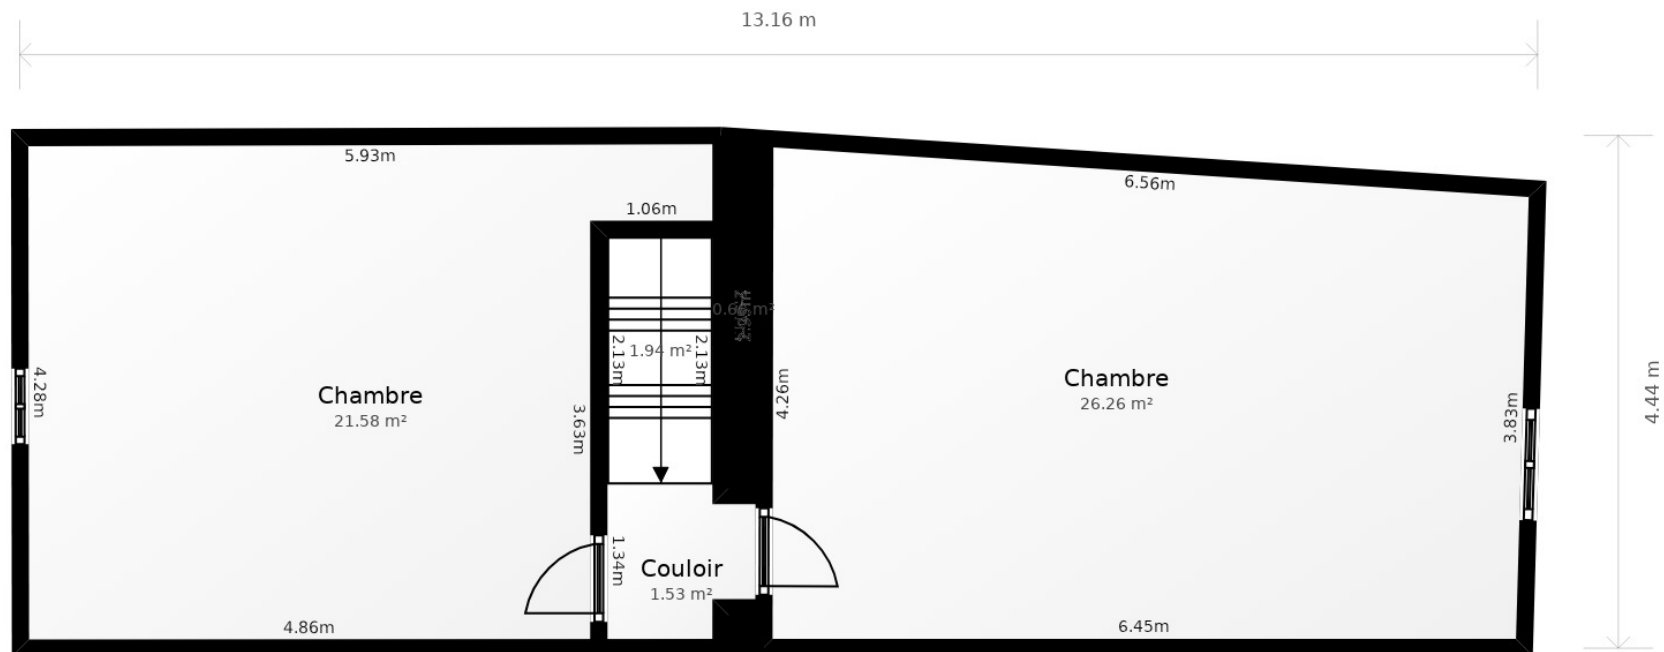 13.16 m
5.93m
1.06m
6.56m
4.28m
2.13m
2.13m
1.94 m²
3.63m
4.26m
Chambre
21.58 m²
Chambre
26.26 m²
3.83m
4.44 m
1.34m
Couloir
1.53 m²
4.86m
6.45m